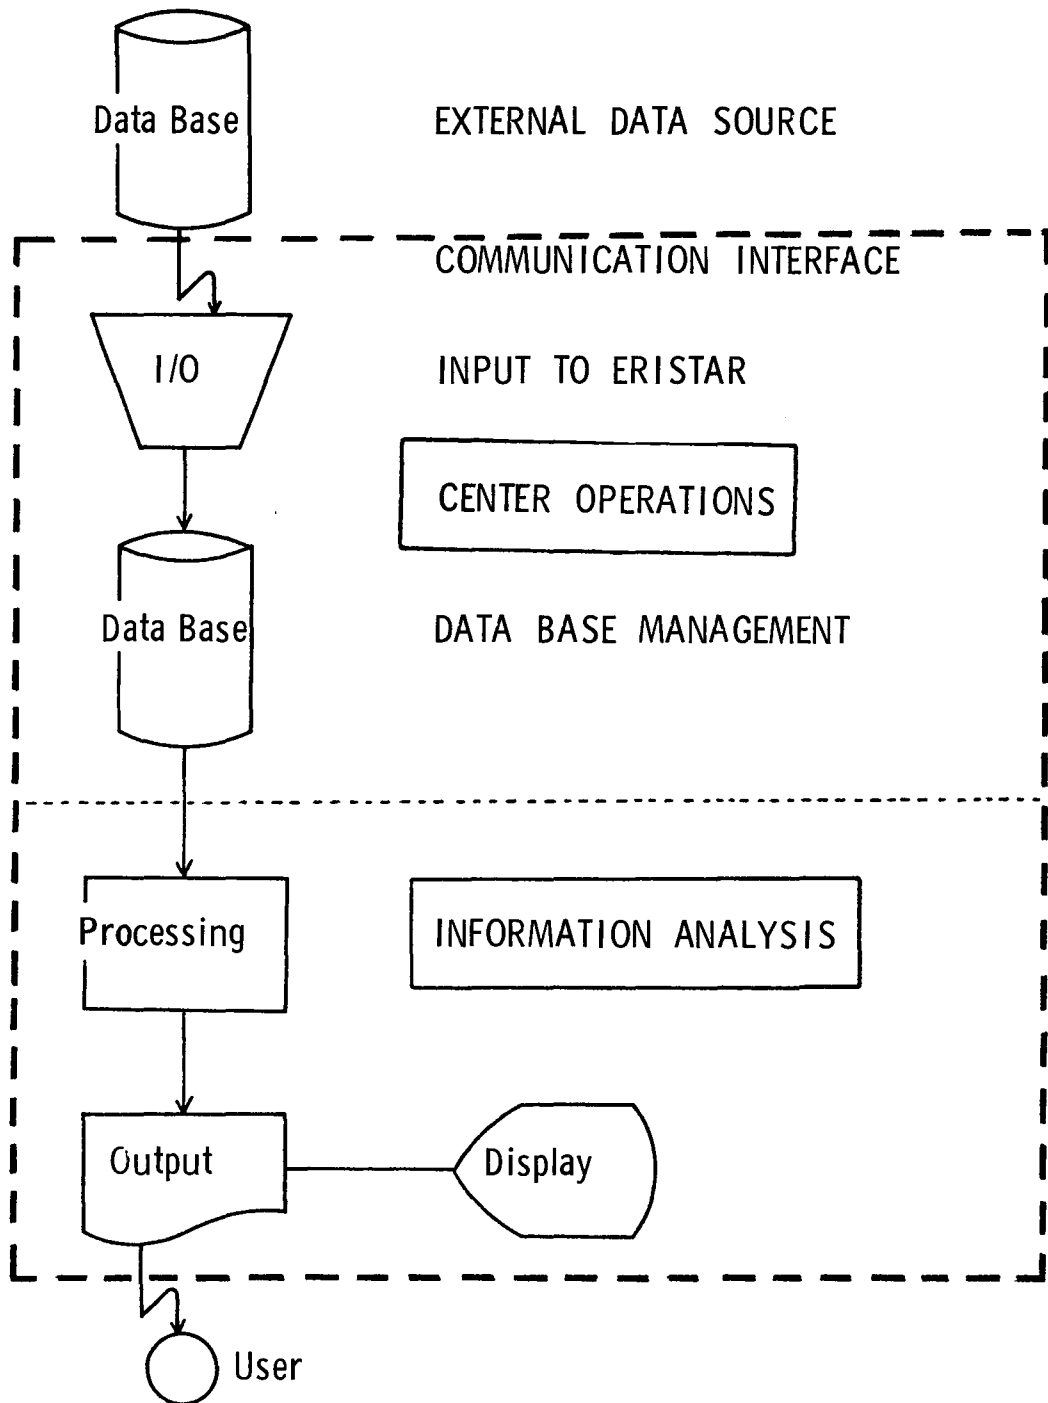 Data Base
EXTERNAL DATA SOURCE
COMMUNICATION INTERFACE
I/O
INPUT TO ERISTAR
CENTER OPERATIONS
Data Base
DATA BASE MANAGEMENT
Processing
INFORMATION ANALYSIS
Output
Display
User